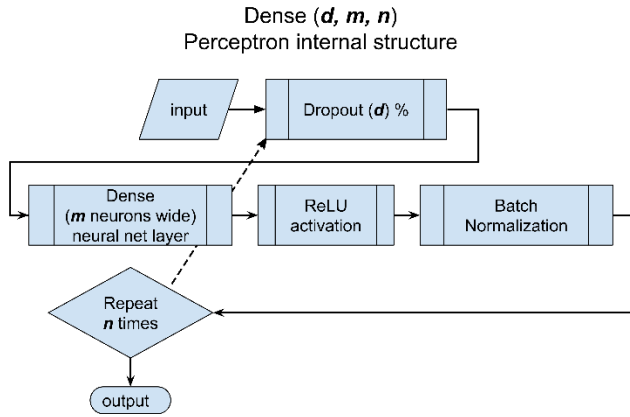 Dense (d, m, n)
Perceptron internal structure
input
Dropout (d) %
Dense
(m neurons wide)
neural net layer
ReLU
activation
Batch
Normalization
Repeat
n times
output